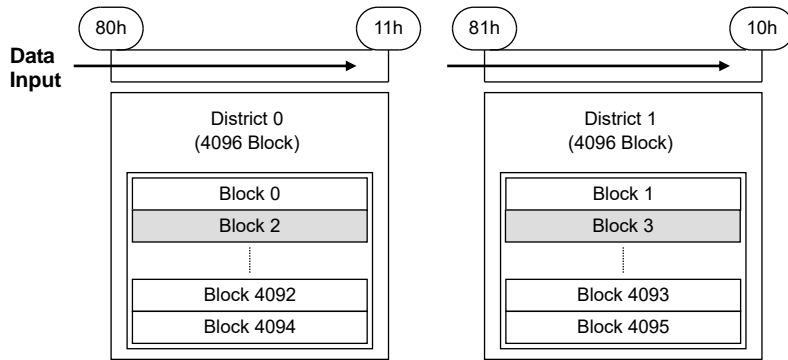 80h 11h 81h 10h
Data
Input
District 0
(4096 Block)
Block 0
Block 2
Block 4092
Block 4094
District 1
(4096 Block)
Block 1
Block 3
Block 4093
Block 4095